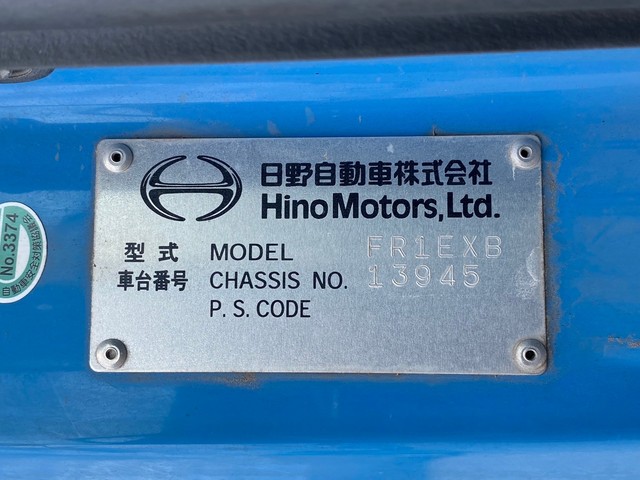 日野自動車株式会社
Hino Motors, Ltd.
型式 MODEL FR1EXB
車台番号 CHASSIS NO. 13945
P. S. CODE
No.3374